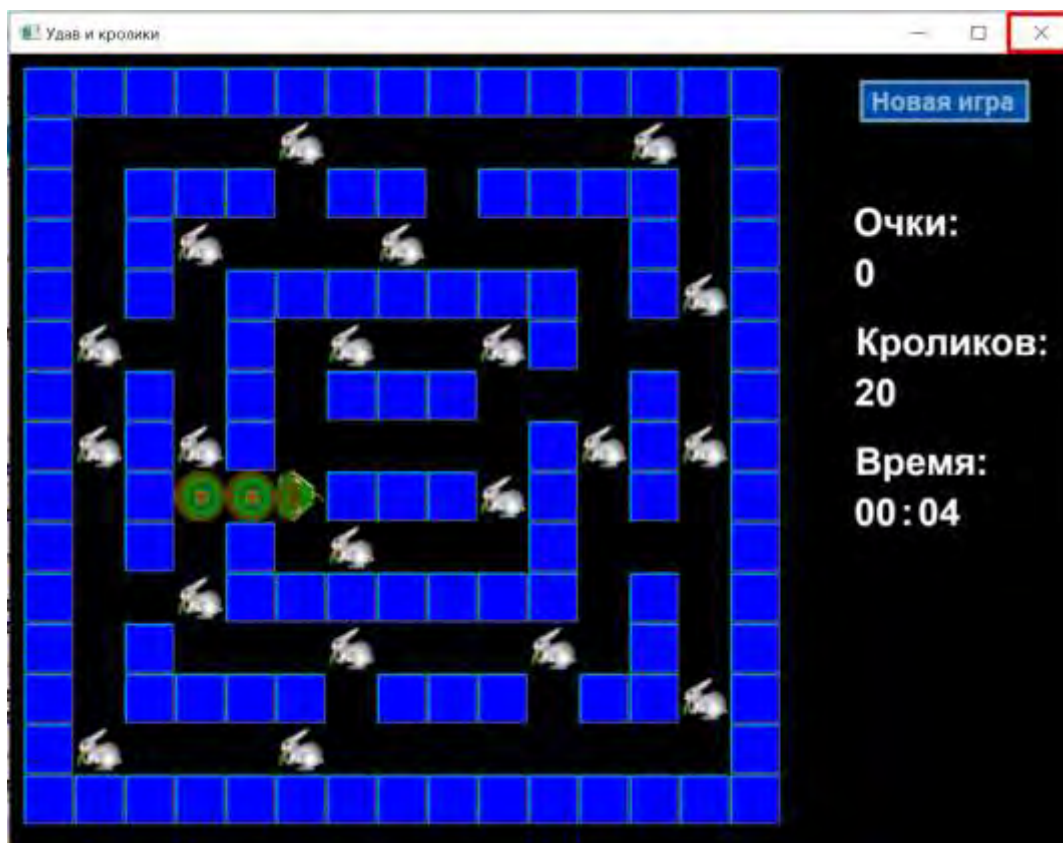 Удав и кролики
Новая игра
Очки:
0
Кроликов:
20
Время:
00:04